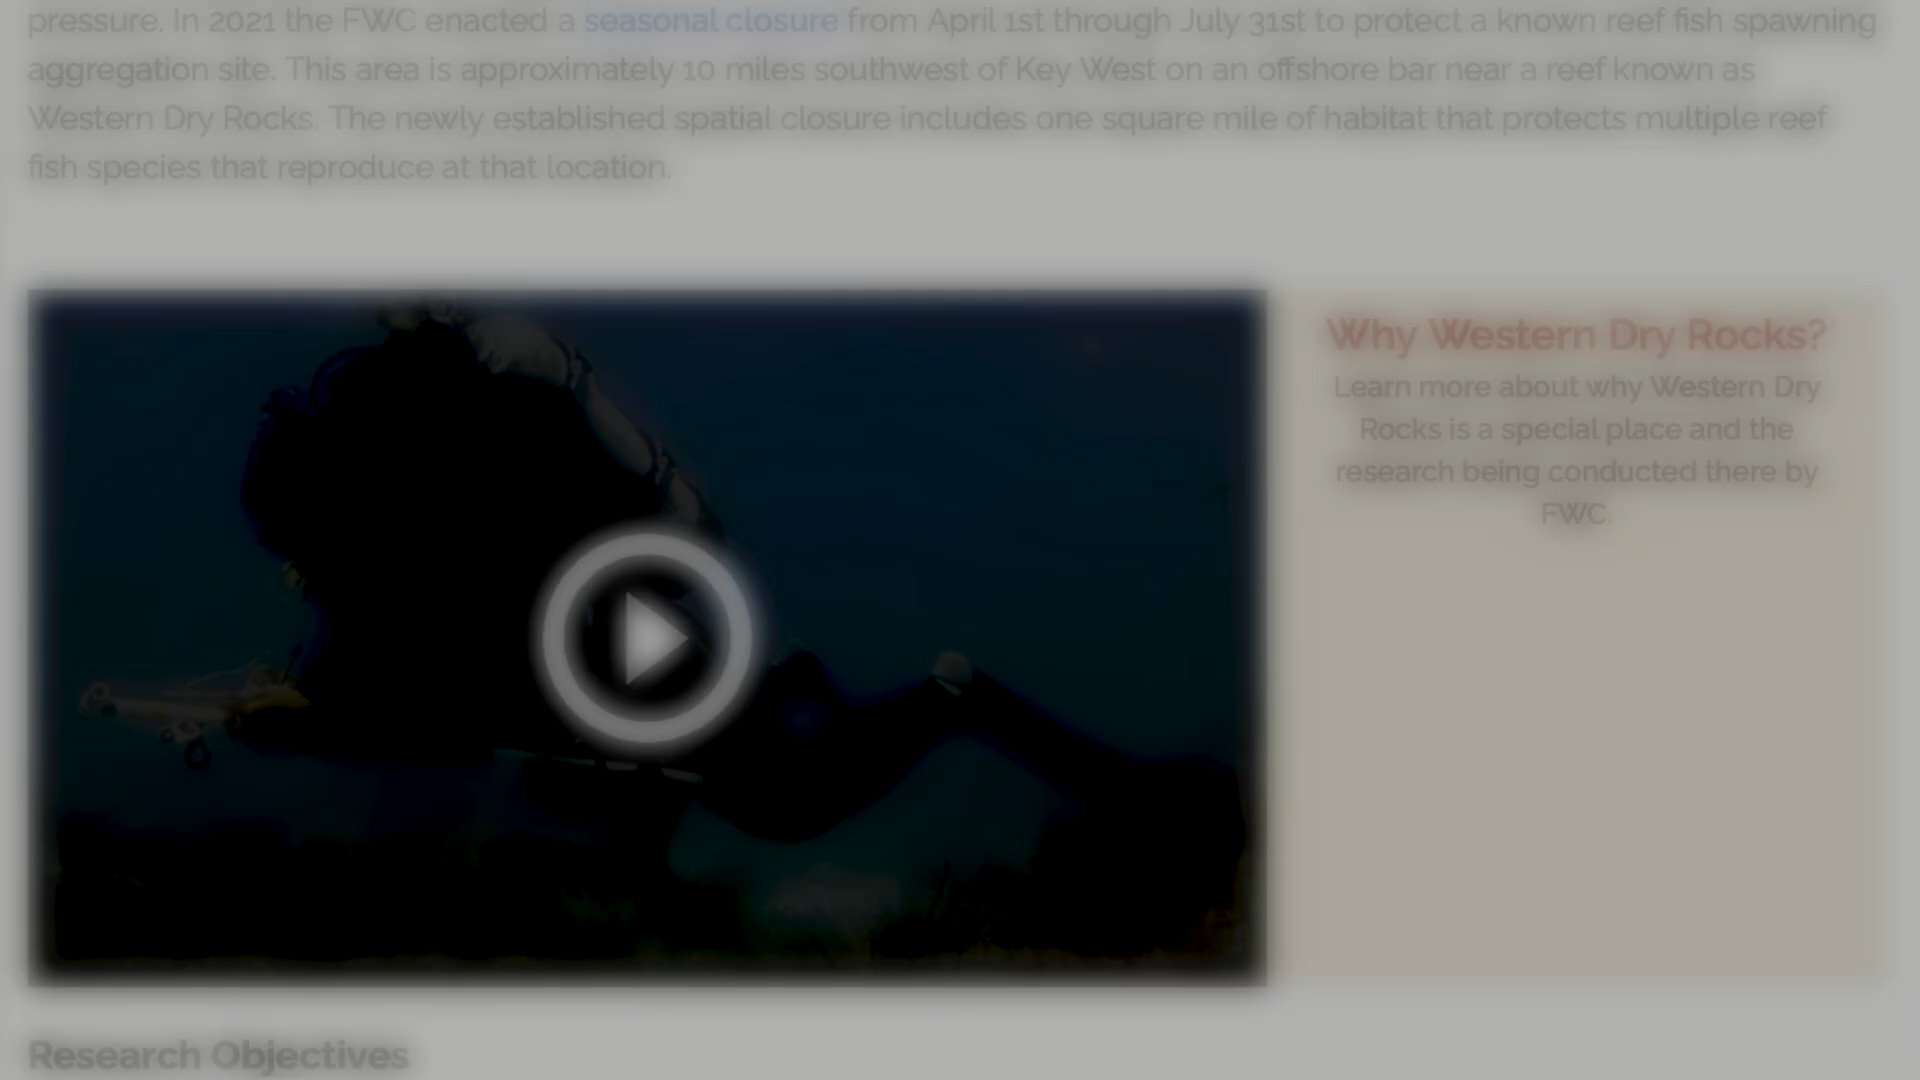 pressure. In 2021 the FWC enacted a seasonal closure from April 1st through July 31st to protect a known reef fish spawning
aggregation site. This area is approximately 10 miles southwest of Key West on an offshore bar near a reef known as
Western Dry Rocks. The newly established spatial closure includes one square mile of habitat that protects multiple reef
fish species that reproduce at that location.
Why Western Dry Rocks?
Learn more about why Western Dry
Rocks is a special place and the
research being conducted there by
FWC.
Research Objectives